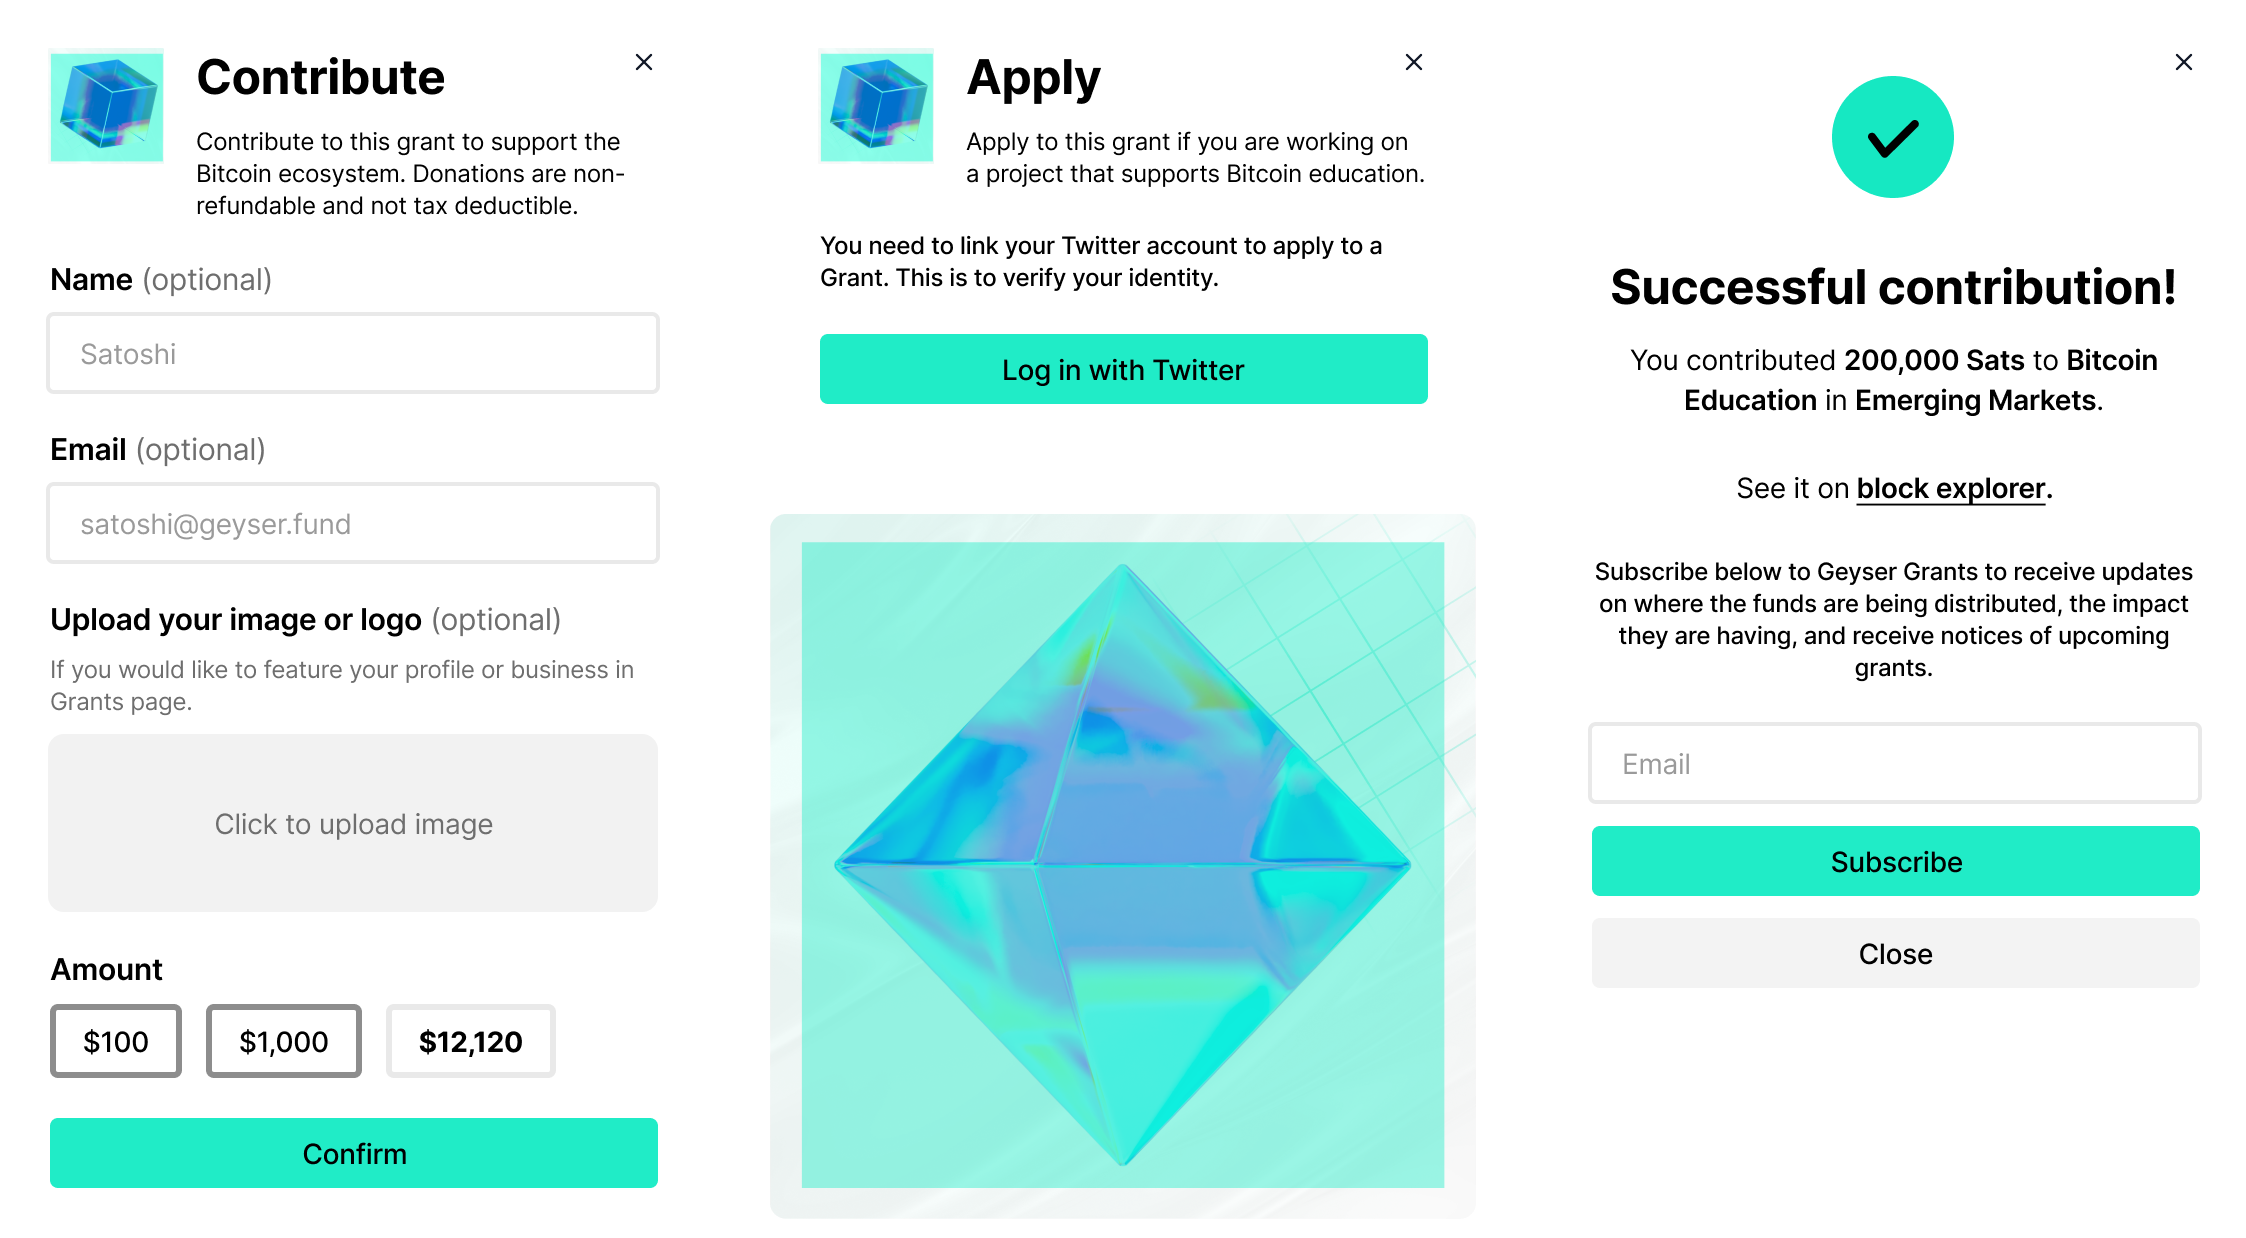 Contribute
Contribute to this grant to support the
Bitcoin ecosystem. Donations are non-
refundable and not tax deductible.
Name (optional)
Satoshi
Email (optional)
satoshi@geyser.fund
Upload your image or logo (optional)
If you would like to feature your profile or business in
Grants page.
Click to upload image
Amount
$100
$1,000
$12,120
Confirm
Apply
Apply to this grant if you are working on
a project that supports Bitcoin education.
You need to link your Twitter account to apply to a
Grant. This is to verify your identity.
Log in with Twitter
Successful contribution!
You contributed 200,000 Sats to Bitcoin
Education in Emerging Markets.
See it on block explorer.
Subscribe below to Geyser Grants to receive updates
on where the funds are being distributed, the impact
they are having, and receive notices of upcoming
grants.
Email
Subscribe
Close